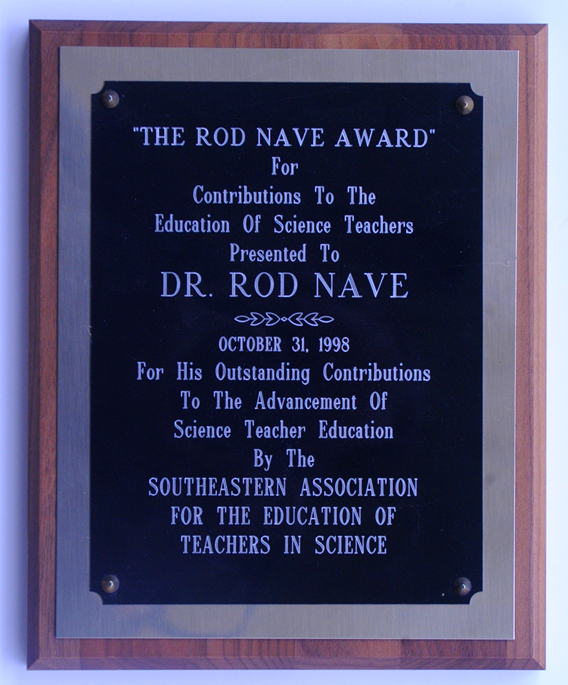 "THE ROD NAVE AWARD"
For
Contributions To The
Education Of Science Teachers
Presented To
DR. ROD NAVE
OCTOBER 31, 1998
For His Outstanding Contributions
To The Advancement Of
Science Teacher Education
By The
SOUTHEASTERN ASSOCIATION
FOR THE EDUCATION OF
TEACHERS IN SCIENCE